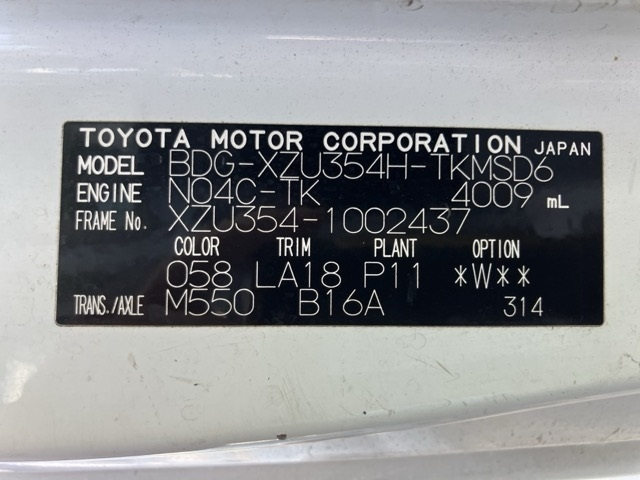 TOYOTA MOTOR CORPORATION JAPAN
MODEL BDG-XZU354H-TKMSD6
ENGINE N04C-TK 4009 mL
FRAME No. XZU354-1002437
COLOR TRIM PLANT OPTION
058 LA18 P11 *W**
TRANS./AXLE M550 B16A 314